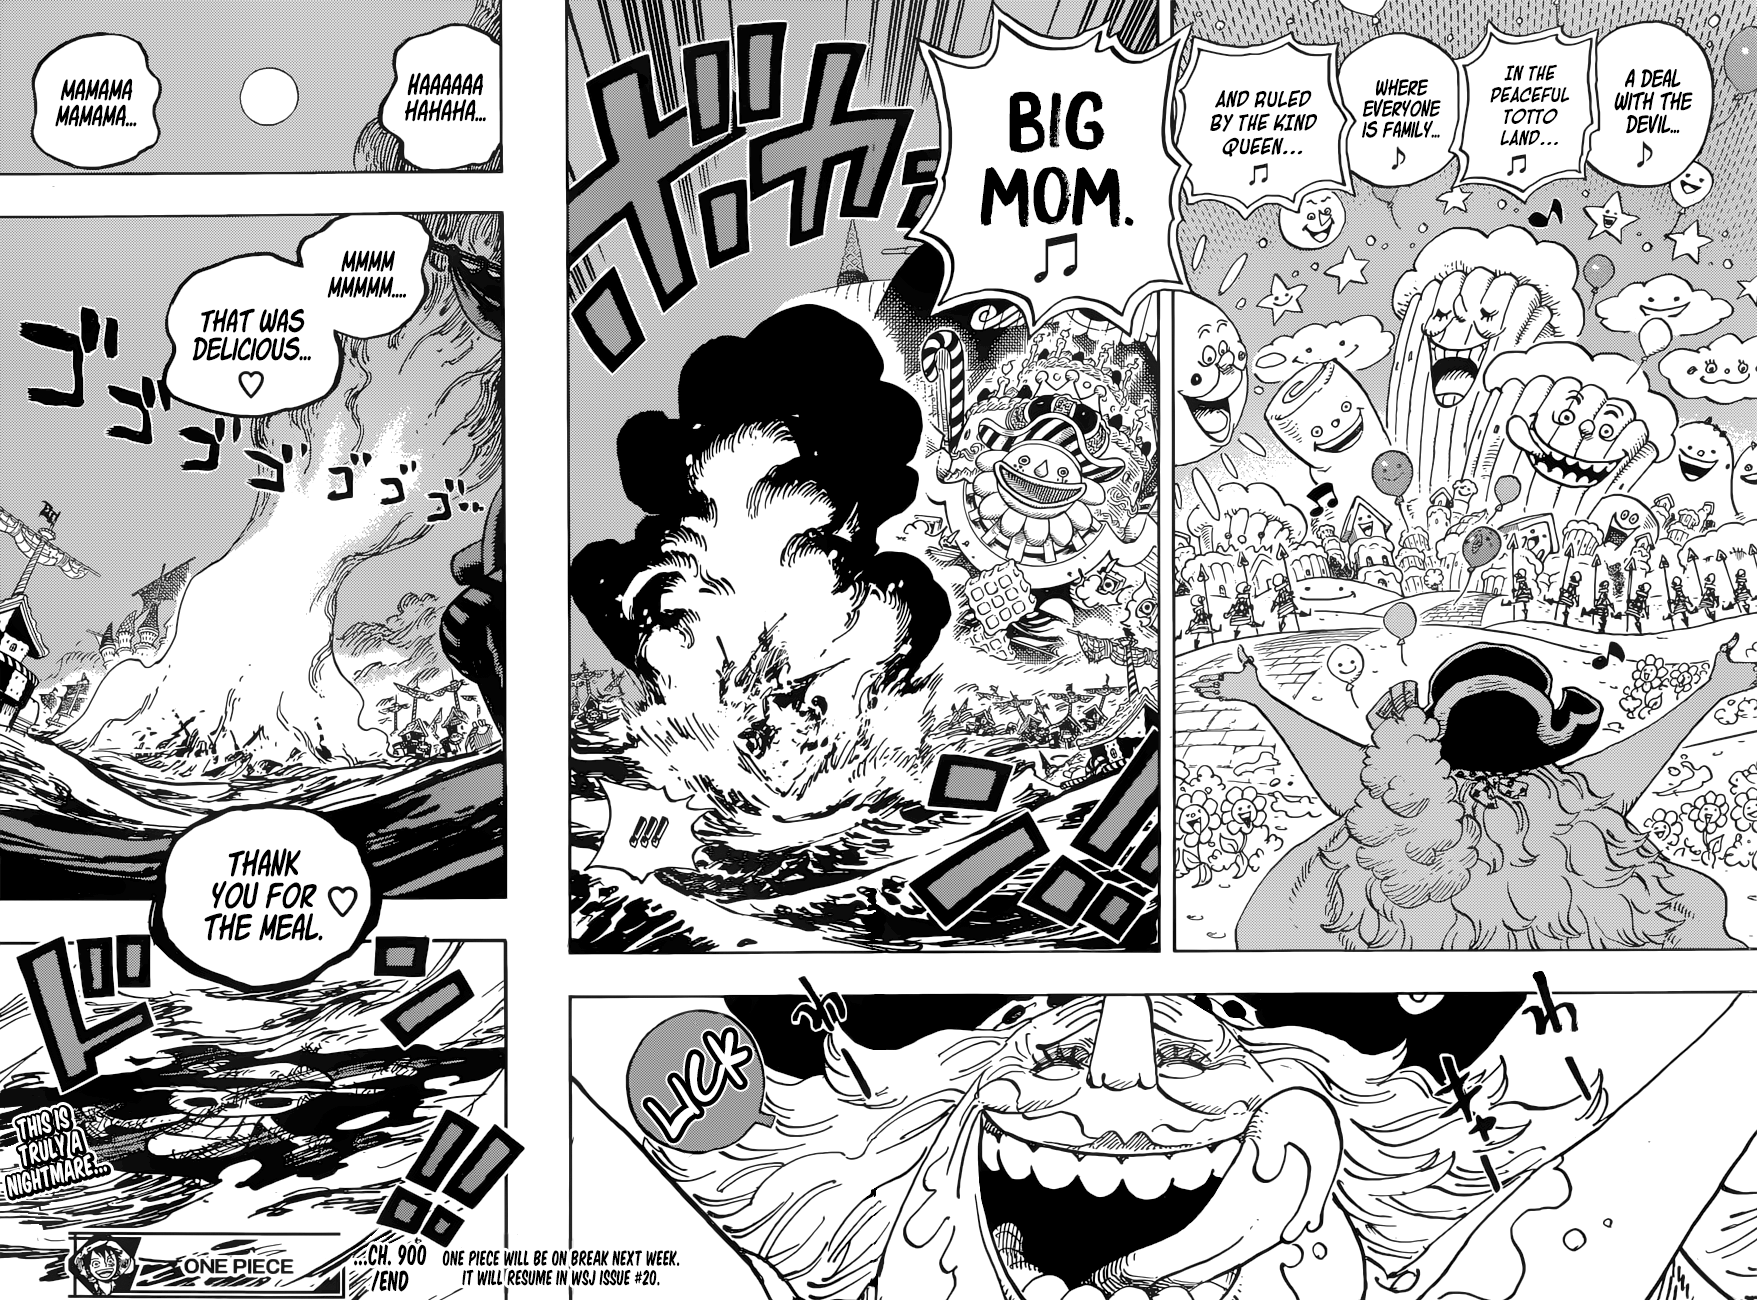 A DEAL
WITH THE
DEVIL...
♪
IN THE
PEACEFUL
TOTTO
LAND...
♫
WHERE
EVERYONE
IS FAMILY...
♪
AND RULED
BY THE KIND
QUEEN...
♫
BIG
MOM.
♫
!!!
LICK
HAAAAAA
HAHAHA...
MAMAMA
MAMAMA...
MMMM
MMMMM....
THAT WAS
DELICIOUS...
♡
ゴゴゴゴゴゴゴ...
THANK
YOU FOR
THE MEAL. ♡
THIS IS
TRULY A
NIGHTMARE...
ONE PIECE
...CH. 900
/END
ONE PIECE WILL BE ON BREAK NEXT WEEK.
IT WILL RESUME IN WSJ ISSUE #20.